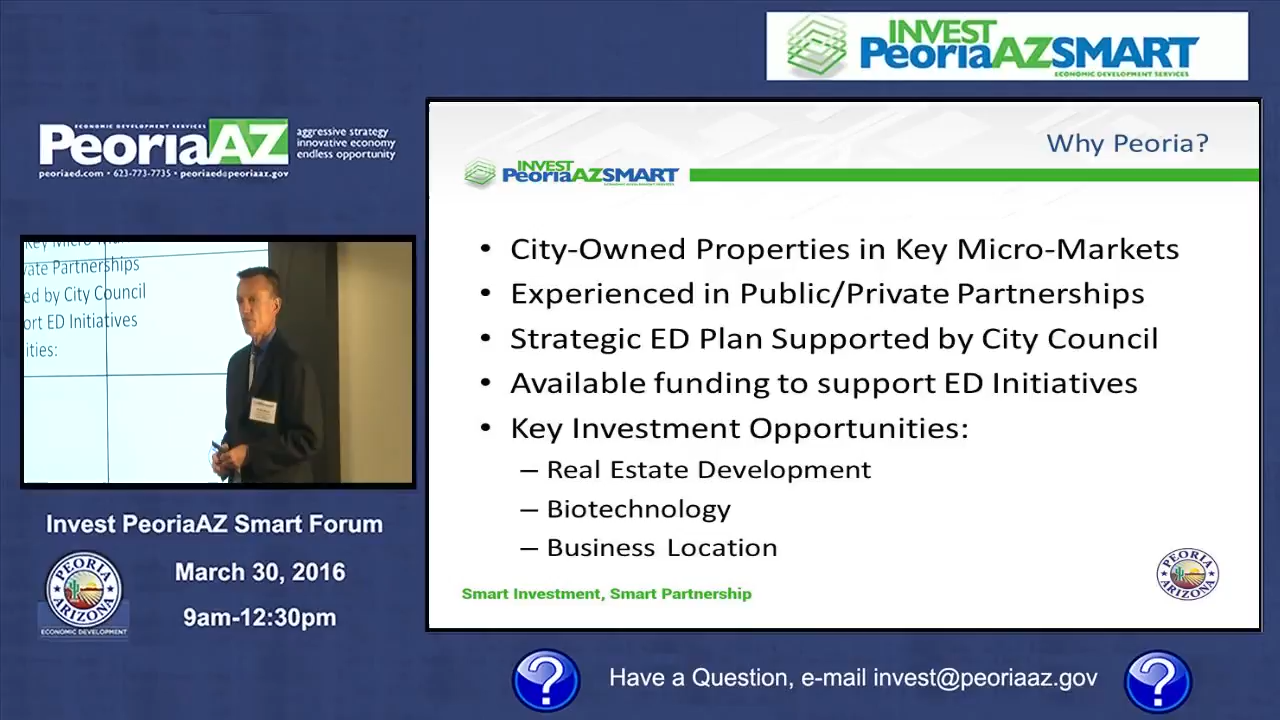 INVEST
PeoriaAZSMART
ECONOMIC DEVELOPMENT SERVICES
ECONOMIC DEVELOPMENT SERVICES
PeoriaAZ
aggressive strategy
innovative economy
endless opportunity
peoriaed.com • 623-773-7735 • peoriaed@peoriaaz.gov
Why Peoria?
INVEST
PeoriaAZSMART
• City-Owned Properties in Key Micro-Markets
• Experienced in Public/Private Partnerships
• Strategic ED Plan Supported by City Council
• Available funding to support ED Initiatives
• Key Investment Opportunities:
– Real Estate Development
– Biotechnology
– Business Location
Smart Investment, Smart Partnership
PEORIA
ARIZONA
Key Micro
vate Partnerships
ed by City Council
ort ED Initiatives
ities:
Invest PeoriaAZ Smart Forum
March 30, 2016
9am-12:30pm
PEORIA
ARIZONA
ECONOMIC DEVELOPMENT
? Have a Question, e-mail invest@peoriaaz.gov ?